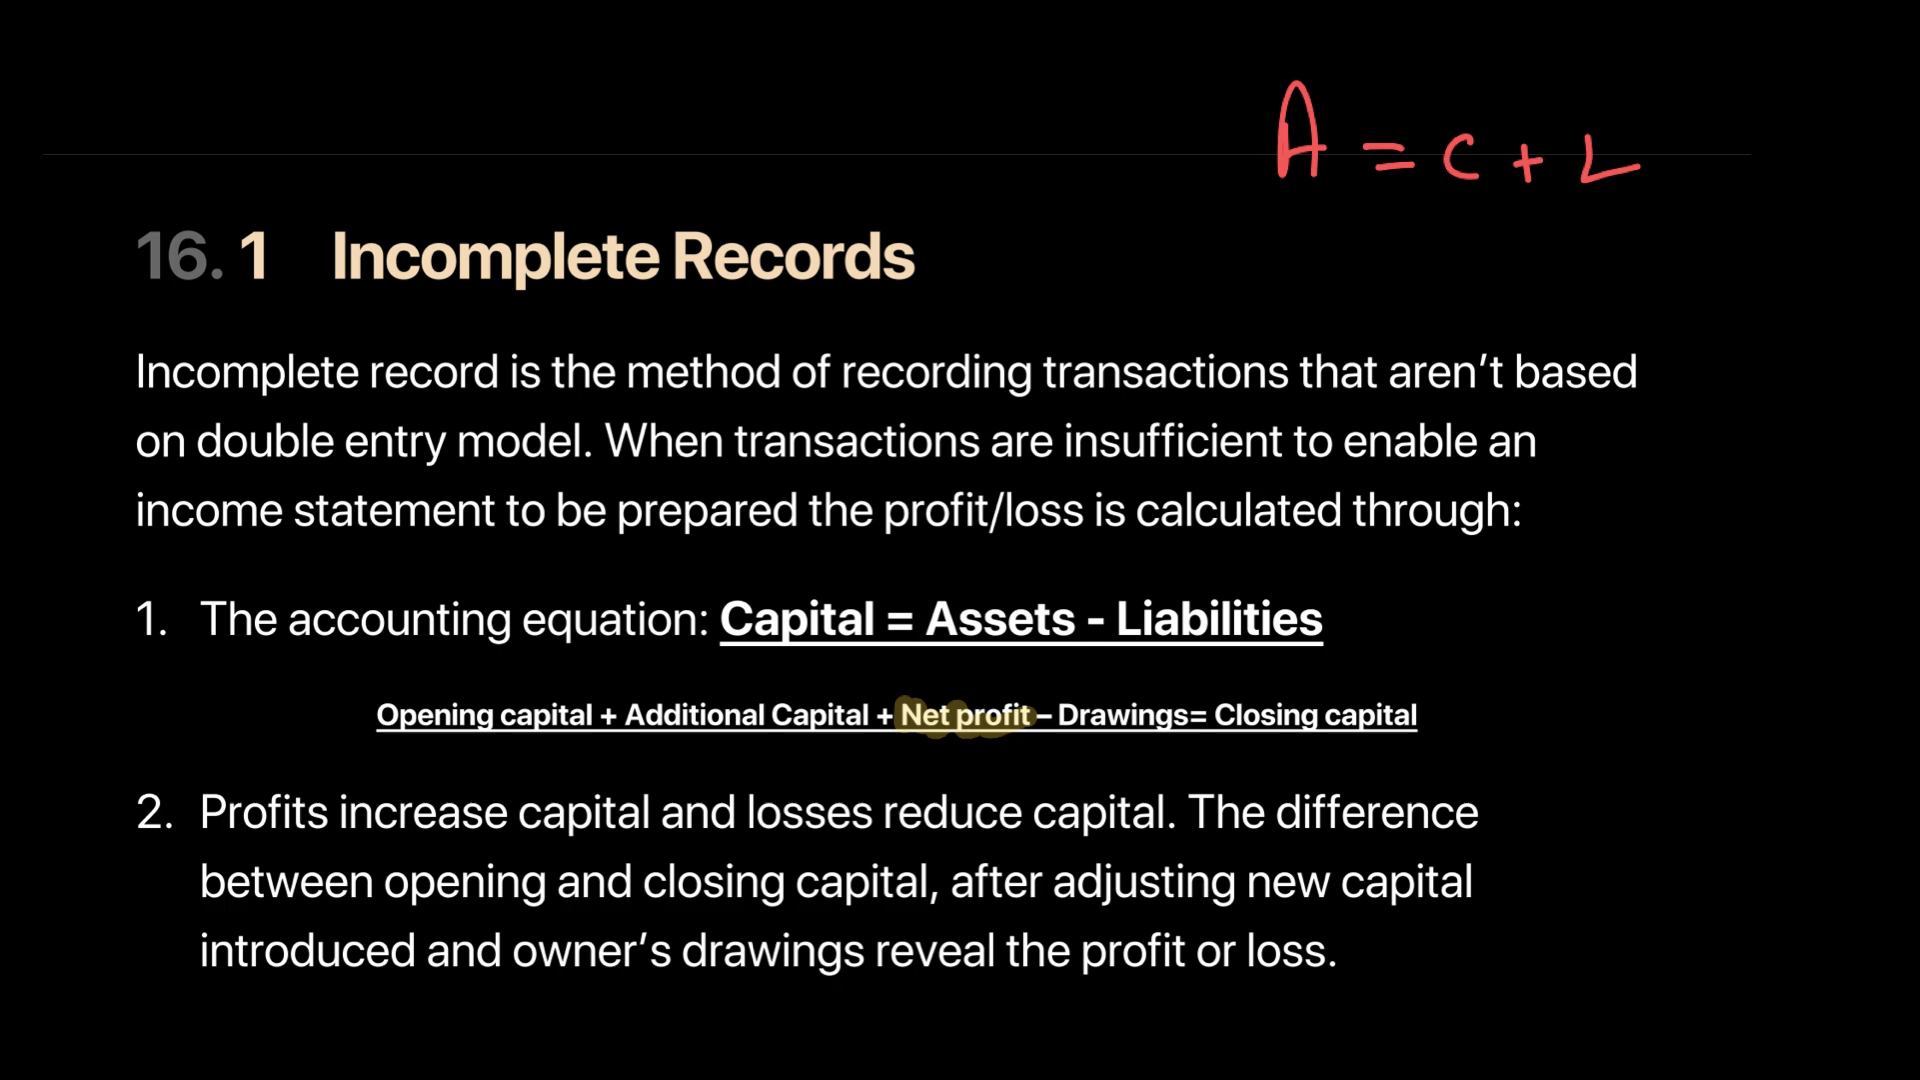 A = C + L
16. 1 Incomplete Records
Incomplete record is the method of recording transactions that aren’t based
on double entry model. When transactions are insufficient to enable an
income statement to be prepared the profit/loss is calculated through:
1. The accounting equation: Capital = Assets - Liabilities
Opening capital + Additional Capital + Net profit – Drawings= Closing capital
2. Profits increase capital and losses reduce capital. The difference
between opening and closing capital, after adjusting new capital
introduced and owner’s drawings reveal the profit or loss.